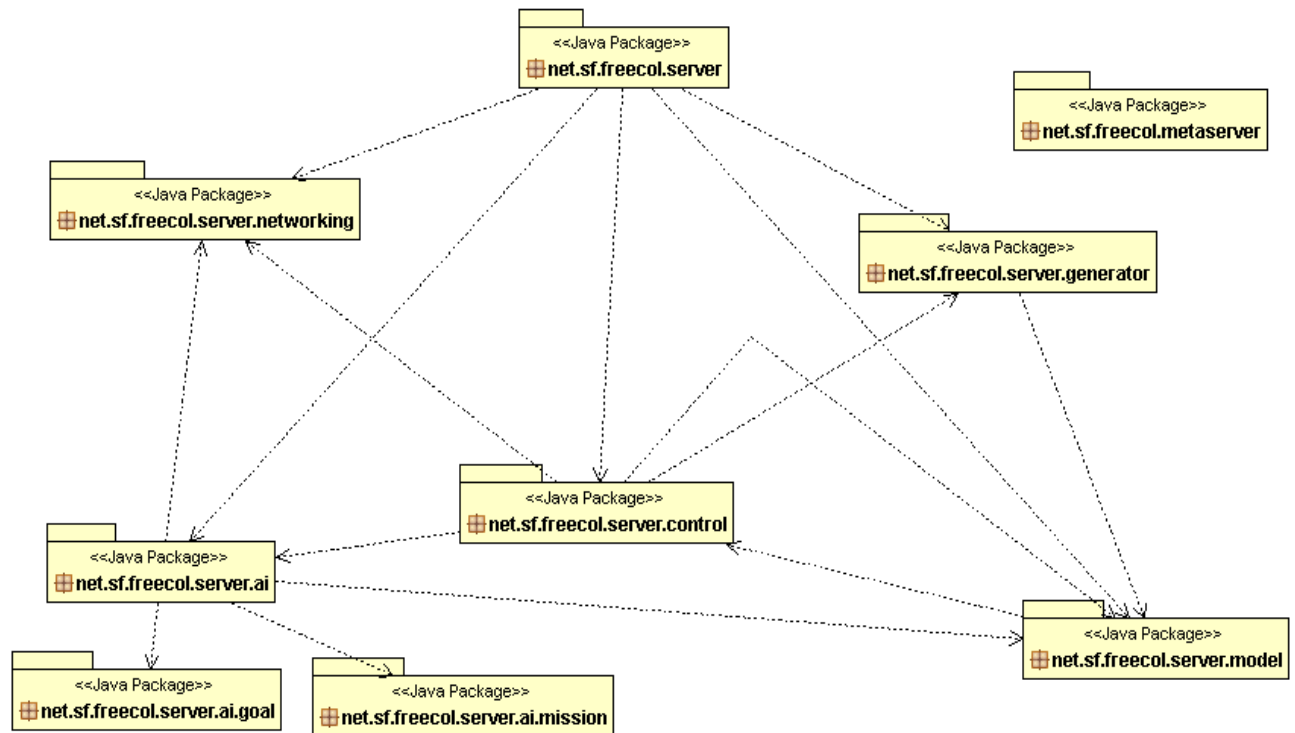 <<Java Package>>
net.sf.freecol.server
<<Java Package>>
net.sf.freecol.metaserver
<<Java Package>>
net.sf.freecol.server.networking
<<Java Package>>
net.sf.freecol.server.generator
<<Java Package>>
net.sf.freecol.server.control
<<Java Package>>
net.sf.freecol.server.ai
<<Java Package>>
net.sf.freecol.server.model
<<Java Package>>
net.sf.freecol.server.ai.goal
<<Java Package>>
net.sf.freecol.server.ai.mission